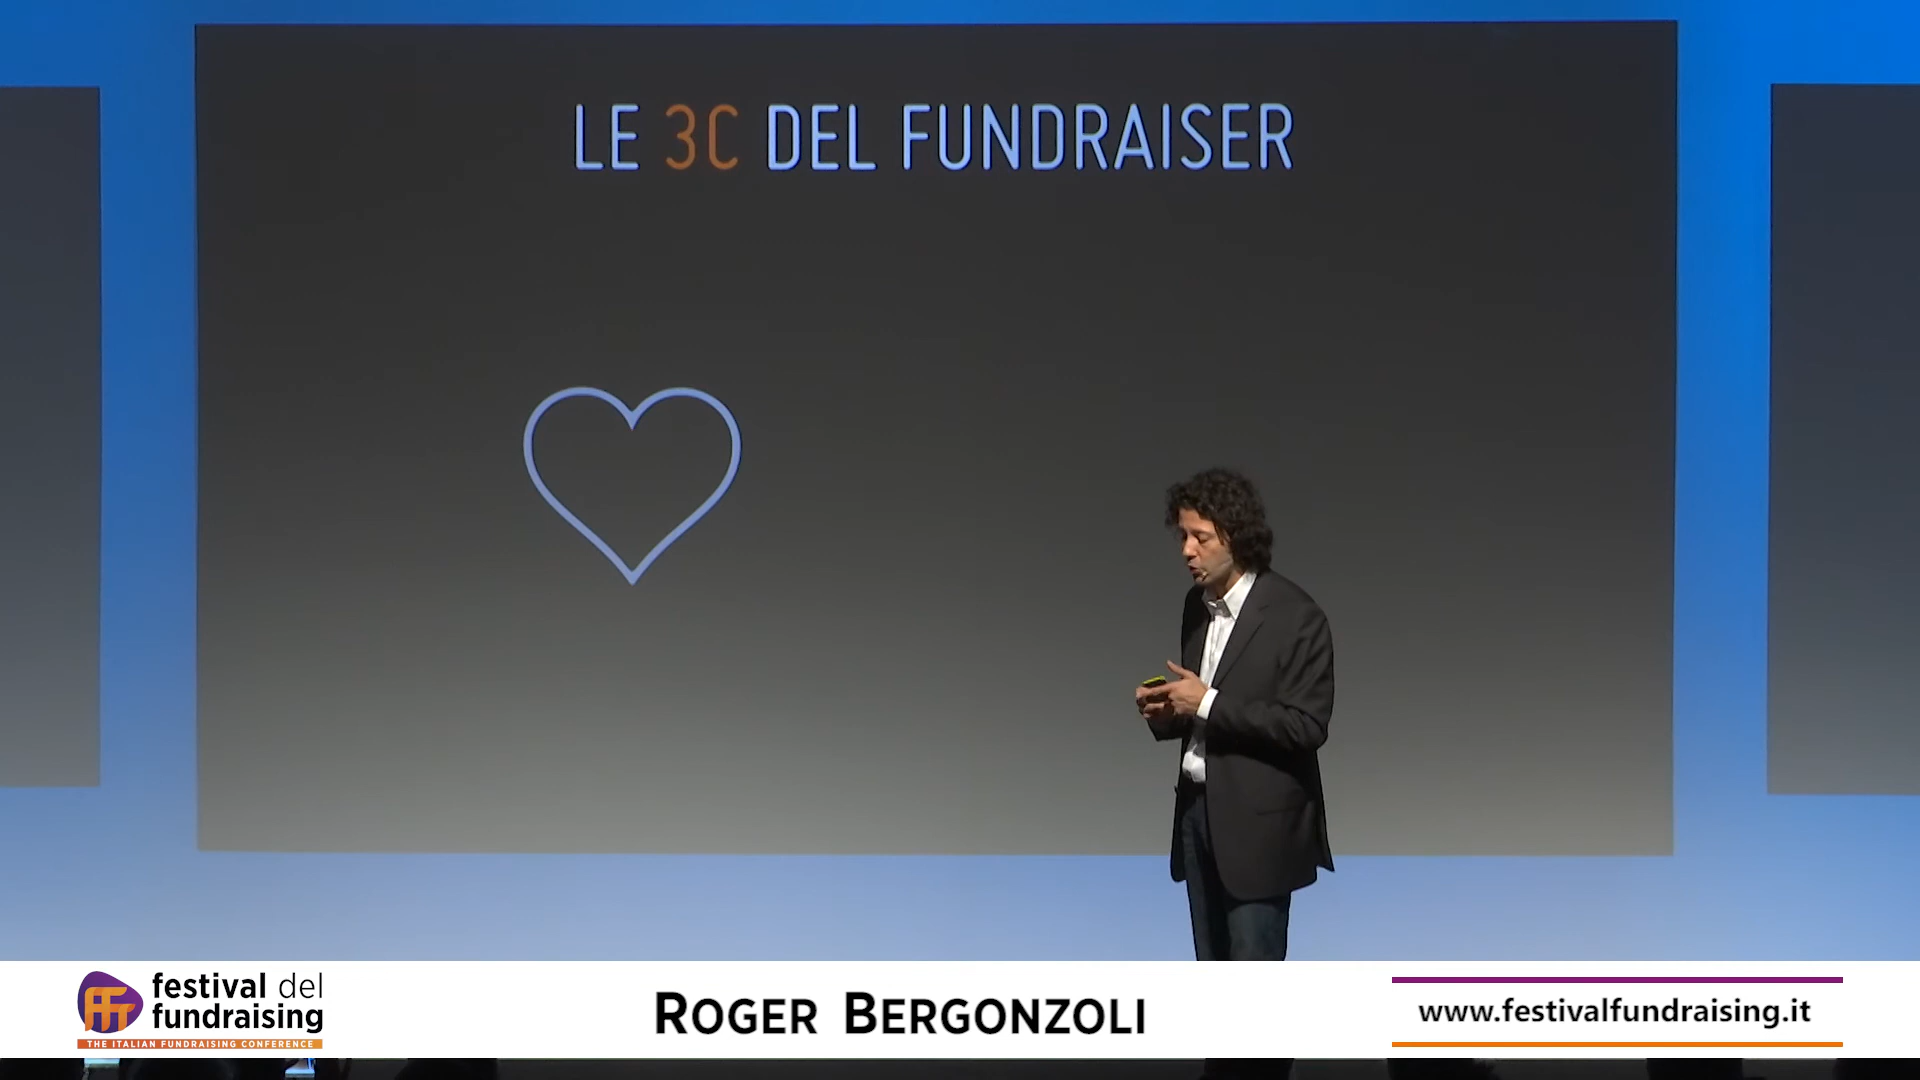 LE 3C DEL FUNDRAISER
festival del
fundraising
THE ITALIAN FUNDRAISING CONFERENCE
ROGER BERGONZOLI
www.festivalfundraising.it